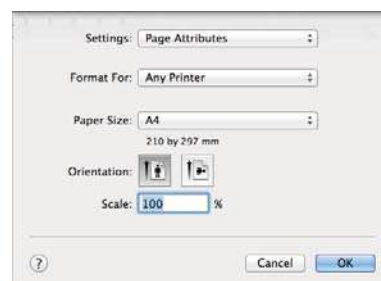 Settings: Page Attributes
Format For: Any Printer
Paper Size: A4
210 by 297 mm
Orientation:
Scale: 100 %
? Cancel OK